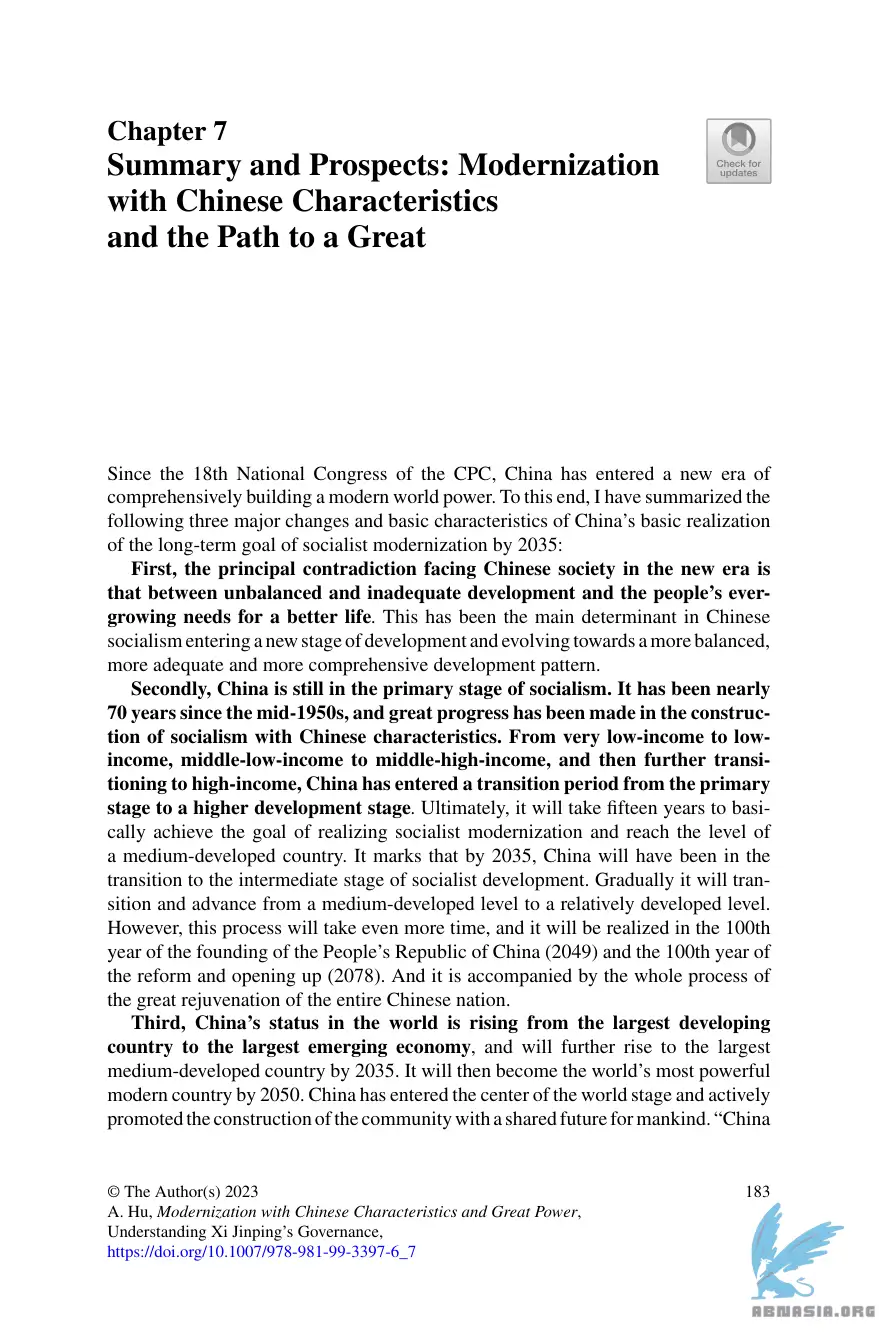 Chapter 7
Summary and Prospects: Modernization
with Chinese Characteristics
and the Path to a Great
Check for
updates
Since the 18th National Congress of the CPC, China has entered a new era of
comprehensively building a modern world power. To this end, I have summarized the
following three major changes and basic characteristics of China’s basic realization
of the long-term goal of socialist modernization by 2035:
First, the principal contradiction facing Chinese society in the new era is
that between unbalanced and inadequate development and the people’s ever-
growing needs for a better life. This has been the main determinant in Chinese
socialism entering a new stage of development and evolving towards a more balanced,
more adequate and more comprehensive development pattern.
Secondly, China is still in the primary stage of socialism. It has been nearly
70 years since the mid-1950s, and great progress has been made in the construc-
tion of socialism with Chinese characteristics. From very low-income to low-
income, middle-low-income to middle-high-income, and then further transi-
tioning to high-income, China has entered a transition period from the primary
stage to a higher development stage. Ultimately, it will take fifteen years to basi-
cally achieve the goal of realizing socialist modernization and reach the level of
a medium-developed country. It marks that by 2035, China will have been in the
transition to the intermediate stage of socialist development. Gradually it will tran-
sition and advance from a medium-developed level to a relatively developed level.
However, this process will take even more time, and it will be realized in the 100th
year of the founding of the People’s Republic of China (2049) and the 100th year of
the reform and opening up (2078). And it is accompanied by the whole process of
the great rejuvenation of the entire Chinese nation.
Third, China’s status in the world is rising from the largest developing
country to the largest emerging economy, and will further rise to the largest
medium-developed country by 2035. It will then become the world’s most powerful
modern country by 2050. China has entered the center of the world stage and actively
promoted the construction of the community with a shared future for mankind. “China
© The Author(s) 2023
183
A. Hu, Modernization with Chinese Characteristics and Great Power,
Understanding Xi Jinping’s Governance,
https://doi.org/10.1007/978-981-99-3397-6_7
ABNASIA.ORG